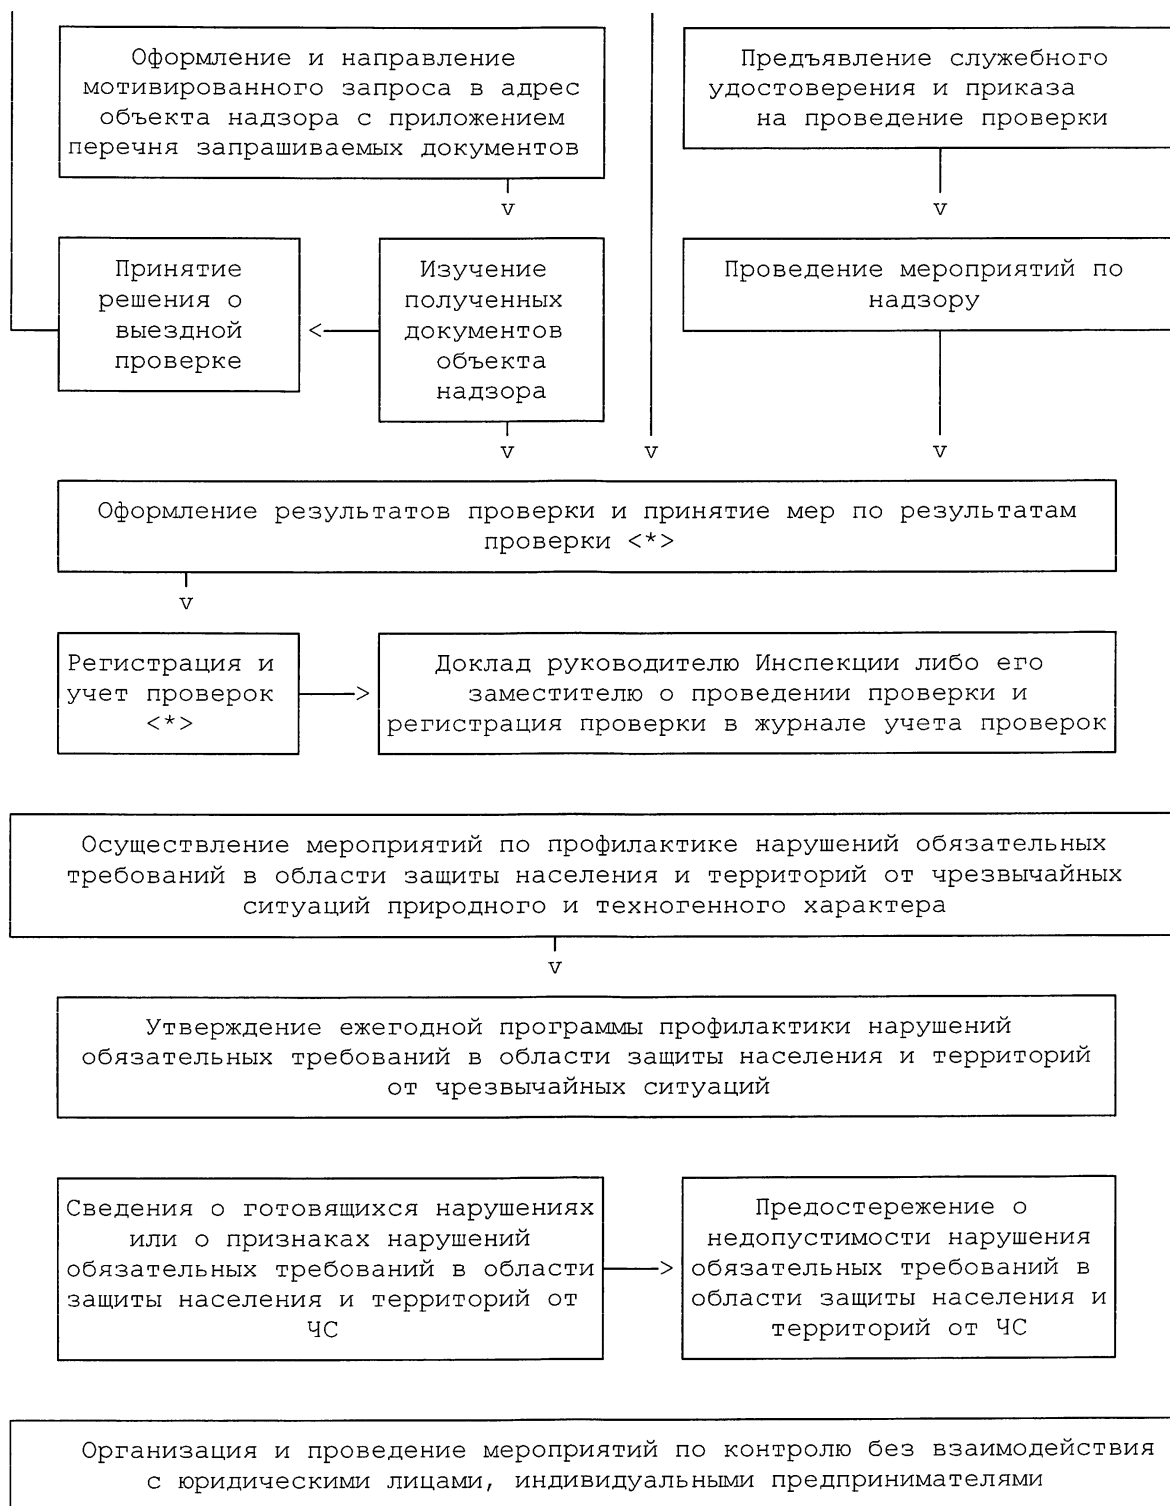 Оформление и направление
мотивированного запроса в адрес
объекта надзора с приложением
перечня запрашиваемых документов
Предъявление служебного
удостоверения и приказа
на проведение проверки
v
v
Принятие
решения о
выездной
проверке
<
Изучение
полученных
документов
объекта
надзора
Проведение мероприятий по
надзору
v
v
v
Оформление результатов проверки и принятие мер по результатам
проверки <*>
v
Регистрация и
учет проверок
<*>
>
Доклад руководителю Инспекции либо его
заместителю о проведении проверки и
регистрация проверки в журнале учета проверок
Осуществление мероприятий по профилактике нарушений обязательных
требований в области защиты населения и территорий от чрезвычайных
ситуаций природного и техногенного характера
v
Утверждение ежегодной программы профилактики нарушений
обязательных требований в области защиты населения и территорий
от чрезвычайных ситуаций
Сведения о готовящихся нарушениях
или о признаках нарушений
обязательных требований в области
защиты населения и территорий от
ЧС
>
Предостережение о
недопустимости нарушения
обязательных требований в
области защиты населения и
территорий от ЧС
Организация и проведение мероприятий по контролю без взаимодействия
с юридическими лицами, индивидуальными предпринимателями